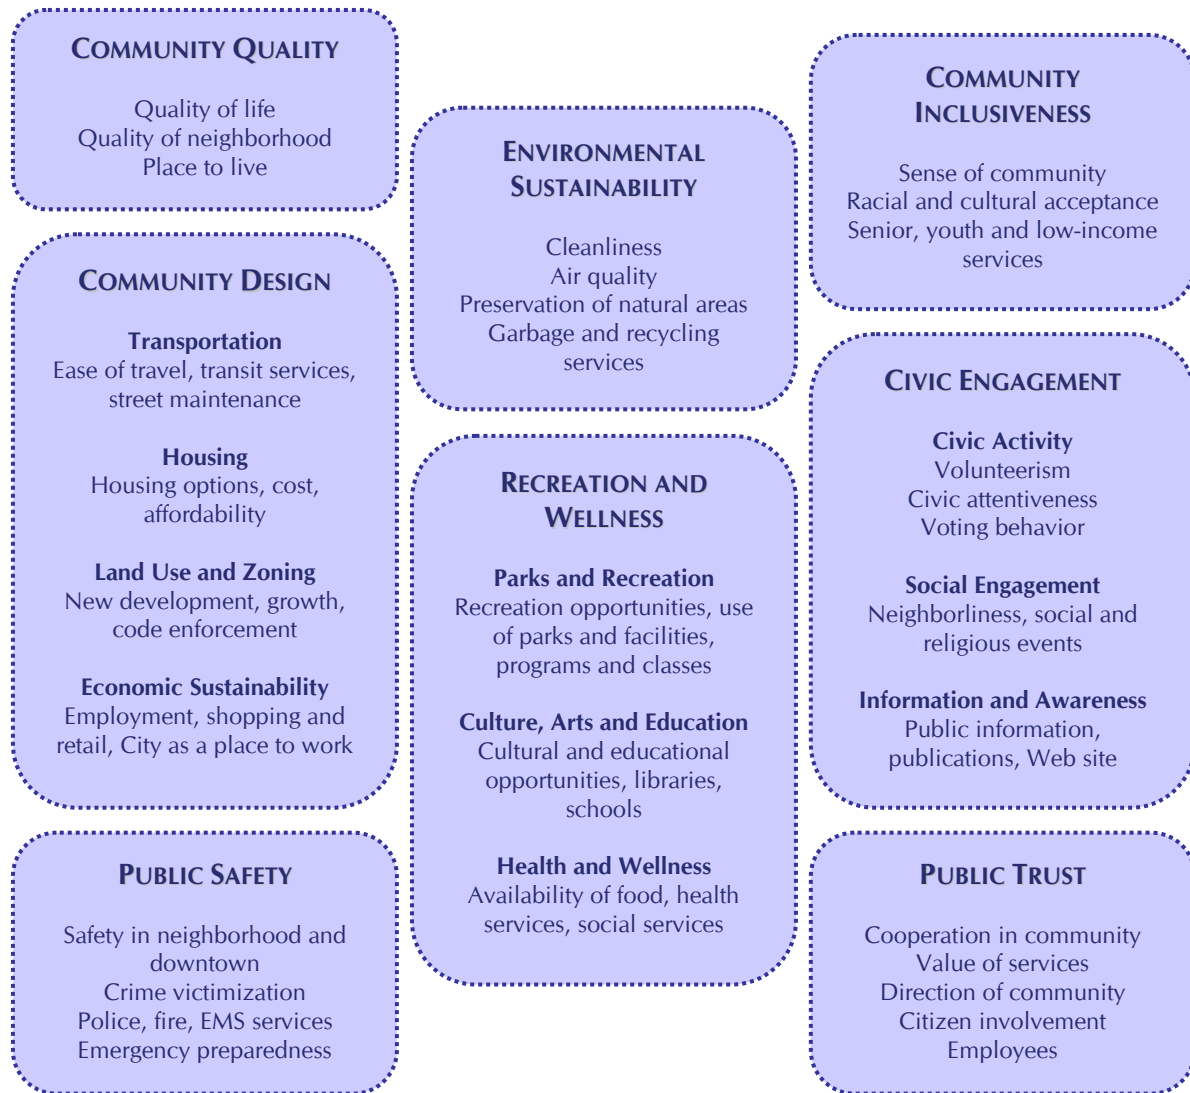 COMMUNITY QUALITY
Quality of life
Quality of neighborhood
Place to live
COMMUNITY DESIGN
Transportation
Ease of travel, transit services,
street maintenance
Housing
Housing options, cost,
affordability
Land Use and Zoning
New development, growth,
code enforcement
Economic Sustainability
Employment, shopping and
retail, City as a place to work
PUBLIC SAFETY
Safety in neighborhood and
downtown
Crime victimization
Police, fire, EMS services
Emergency preparedness
ENVIRONMENTAL
SUSTAINABILITY
Cleanliness
Air quality
Preservation of natural areas
Garbage and recycling
services
RECREATION AND
WELLNESS
Parks and Recreation
Recreation opportunities, use
of parks and facilities,
programs and classes
Culture, Arts and Education
Cultural and educational
opportunities, libraries,
schools
Health and Wellness
Availability of food, health
services, social services
COMMUNITY
INCLUSIVENESS
Sense of community
Racial and cultural acceptance
Senior, youth and low-income
services
CIVIC ENGAGEMENT
Civic Activity
Volunteerism
Civic attentiveness
Voting behavior
Social Engagement
Neighborliness, social and
religious events
Information and Awareness
Public information,
publications, Web site
PUBLIC TRUST
Cooperation in community
Value of services
Direction of community
Citizen involvement
Employees